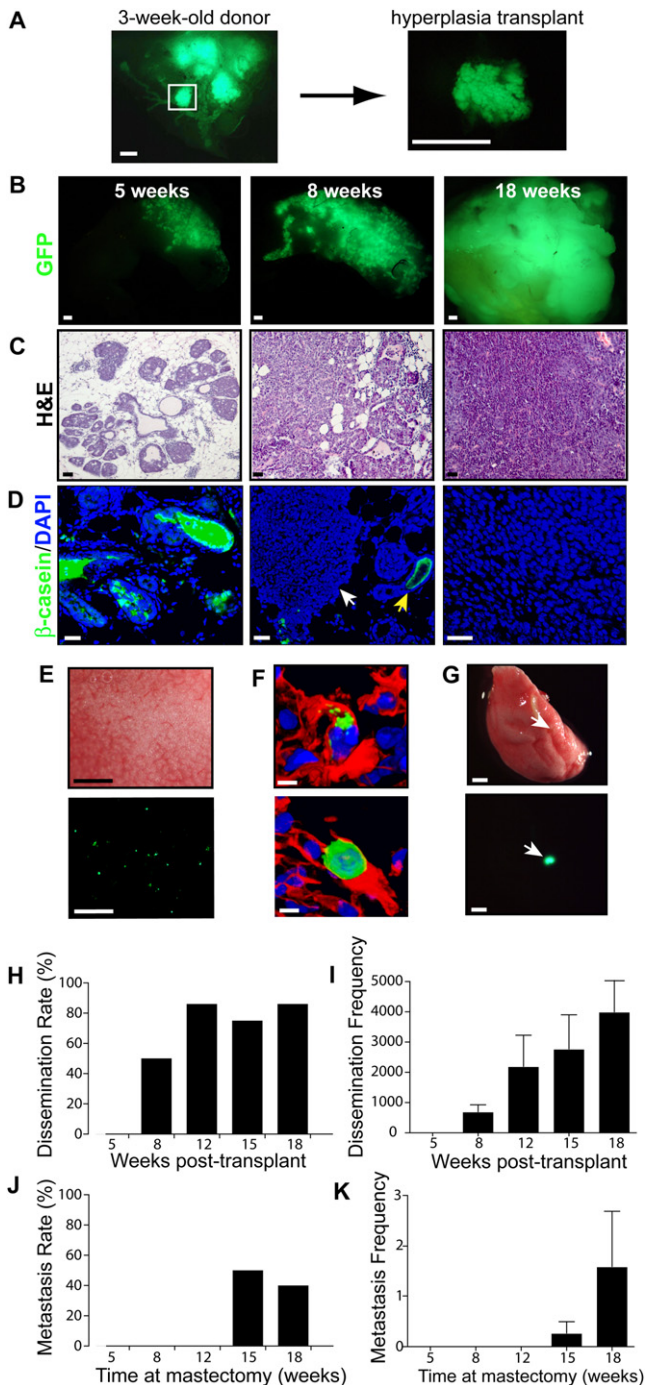 A
3-week-old donor
hyperplasia transplant
B
GFP
5 weeks
8 weeks
18 weeks
C
H&E
D
β-casein/DAPI
E
F
G
H
Dissemination Rate (%)
100
80
60
40
20
0
5 8 12 15 18
Weeks post-transplant
I
Dissemination Frequency
5000
4000
3000
2000
1000
0
5 8 12 15 18
Weeks post-transplant
J
Metastasis Rate (%)
100
80
60
40
20
0
5 8 12 15 18
Time at mastectomy (weeks)
K
Metastasis Frequency
3
2
1
0
5 8 12 15 18
Time at mastectomy (weeks)